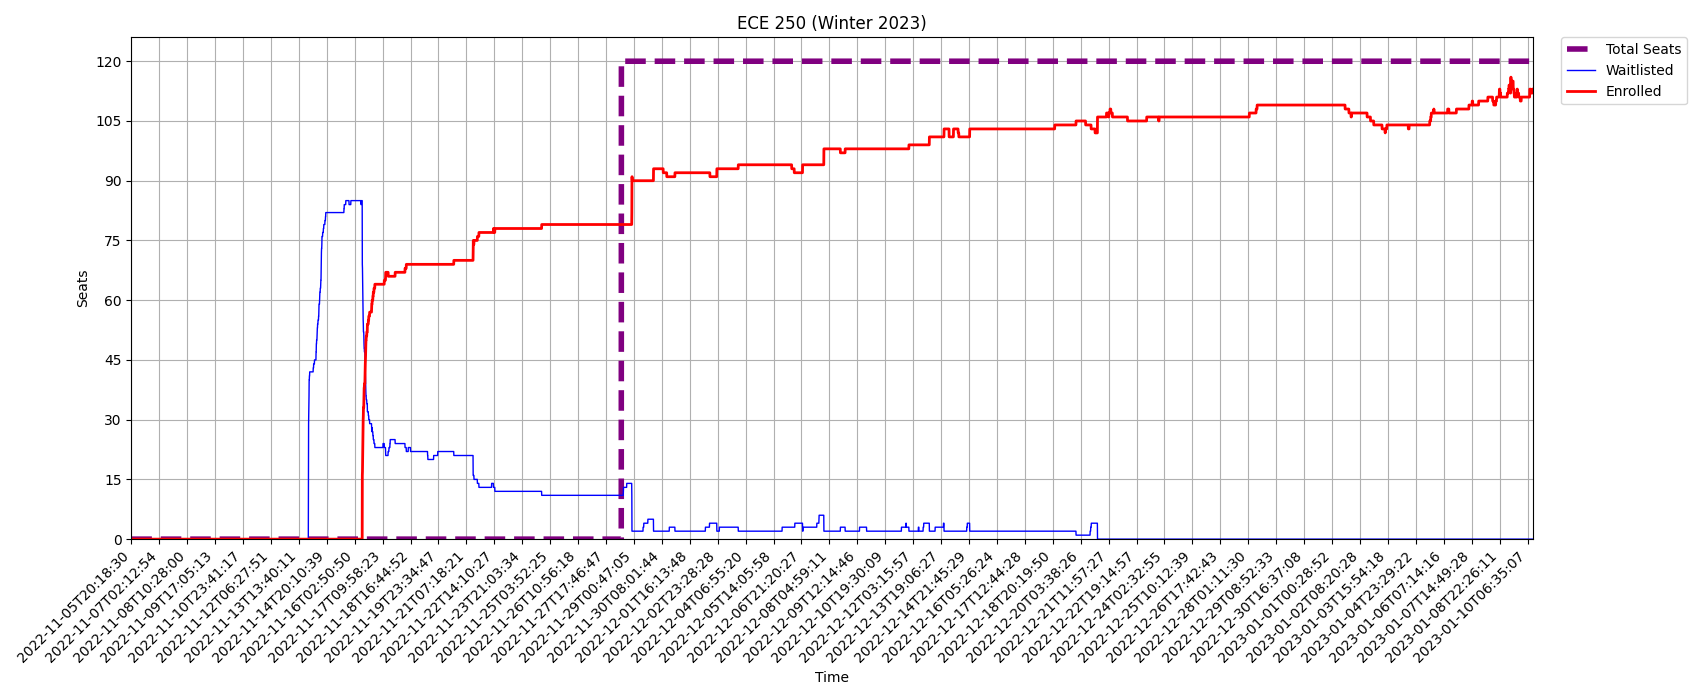 ECE 250 (Winter 2023)
Total Seats
Waitlisted
Enrolled
Seats
120
105
90
75
60
45
30
15
0
2022-11-05T20:18:30
2022-11-07T02:12:54
2022-11-08T10:28:00
2022-11-09T17:05:13
2022-11-10T23:41:17
2022-11-12T06:27:51
2022-11-13T13:40:11
2022-11-14T20:10:39
2022-11-16T02:50:50
2022-11-17T09:58:23
2022-11-18T16:44:52
2022-11-19T23:34:47
2022-11-21T07:18:21
2022-11-22T14:10:27
2022-11-23T21:03:34
2022-11-25T03:52:25
2022-11-26T10:56:18
2022-11-27T17:46:47
2022-11-29T00:47:05
2022-11-30T08:01:44
2022-12-01T16:13:48
2022-12-02T23:28:28
2022-12-04T06:55:20
2022-12-05T14:05:58
2022-12-06T21:20:27
2022-12-08T04:59:11
2022-12-09T12:14:46
2022-12-10T19:30:09
2022-12-12T03:15:57
2022-12-13T19:06:27
2022-12-14T21:45:29
2022-12-16T05:26:24
2022-12-17T12:44:28
2022-12-18T20:19:50
2022-12-20T03:38:26
2022-12-21T11:57:27
2022-12-22T19:14:57
2022-12-24T02:32:55
2022-12-25T10:12:39
2022-12-26T17:42:43
2022-12-28T01:11:30
2022-12-29T08:52:33
2022-12-30T16:37:08
2023-01-01T00:28:52
2023-01-02T08:20:28
2023-01-03T15:54:18
2023-01-04T23:29:22
2023-01-06T07:14:16
2023-01-07T14:49:28
2023-01-08T22:26:11
2023-01-10T06:35:07
Time